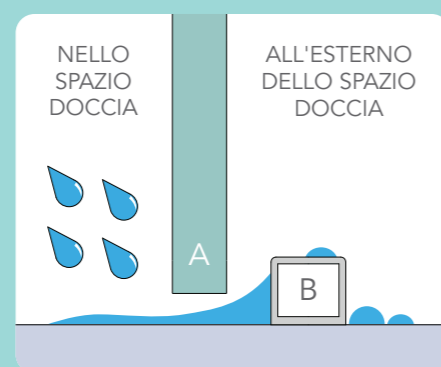 NELLO
SPAZIO
DOCCIA
ALL'ESTERNO
DELLO SPAZIO
DOCCIA
A
B